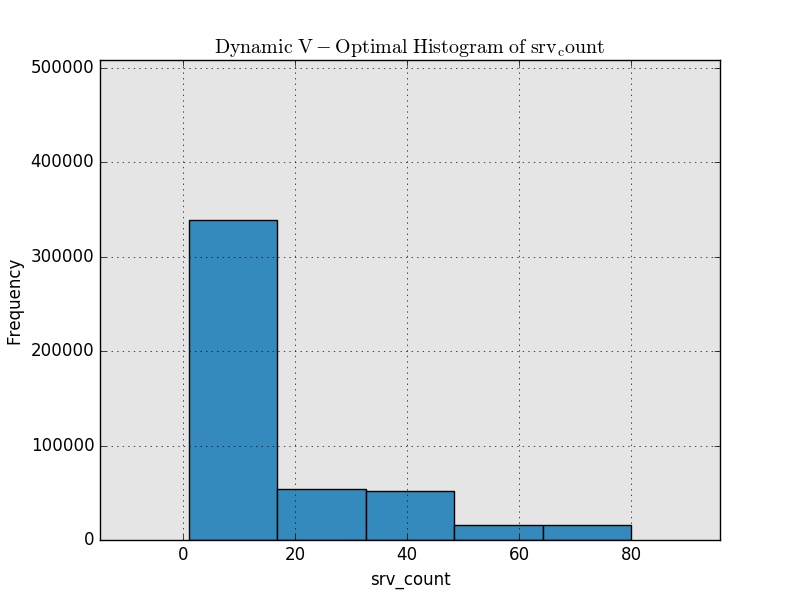 Dynamic V − Optimal Histogram of srv_count
500000
400000
300000
200000
100000
0
Frequency
0 20 40 60 80
srv_count